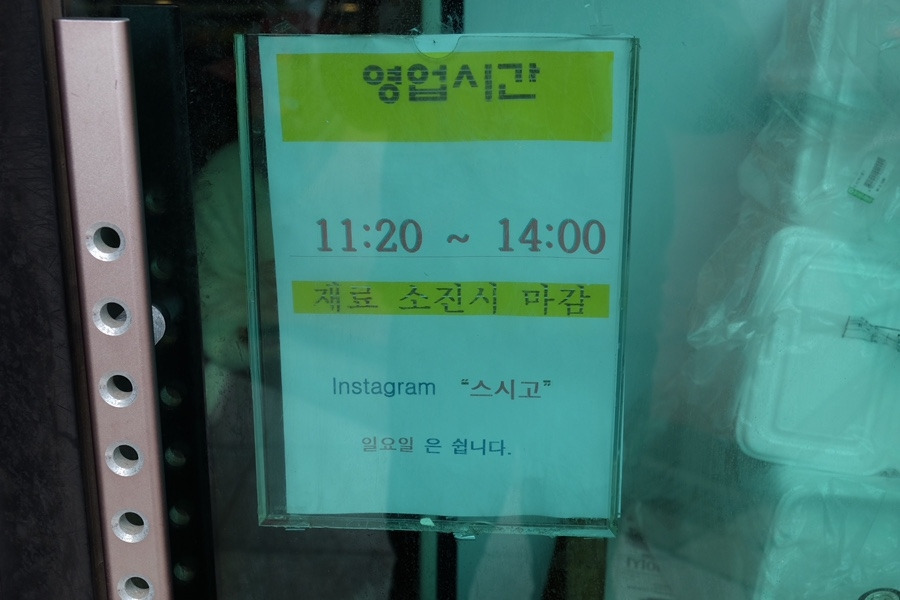 영업시간
11:20 ~ 14:00
재료 소진시 마감
Instagram “스시고”
일요일 은 쉽니다.